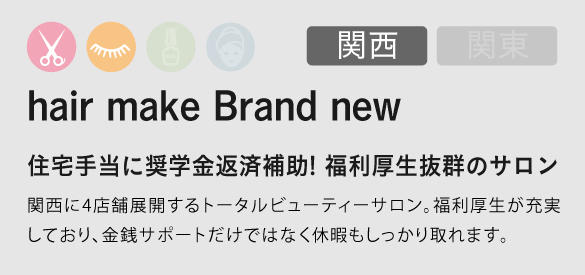 関西 関東
hair make Brand new
住宅手当に奨学金返済補助! 福利厚生抜群のサロン
関西に4店舗展開するトータルビューティーサロン。福利厚生が充実
しており、金銭サポートだけではなく休暇もしっかり取れます。